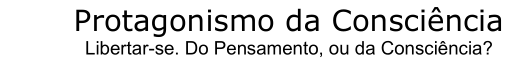 Protagonismo da Consciência
Libertar-se. Do Pensamento, ou da Consciência?